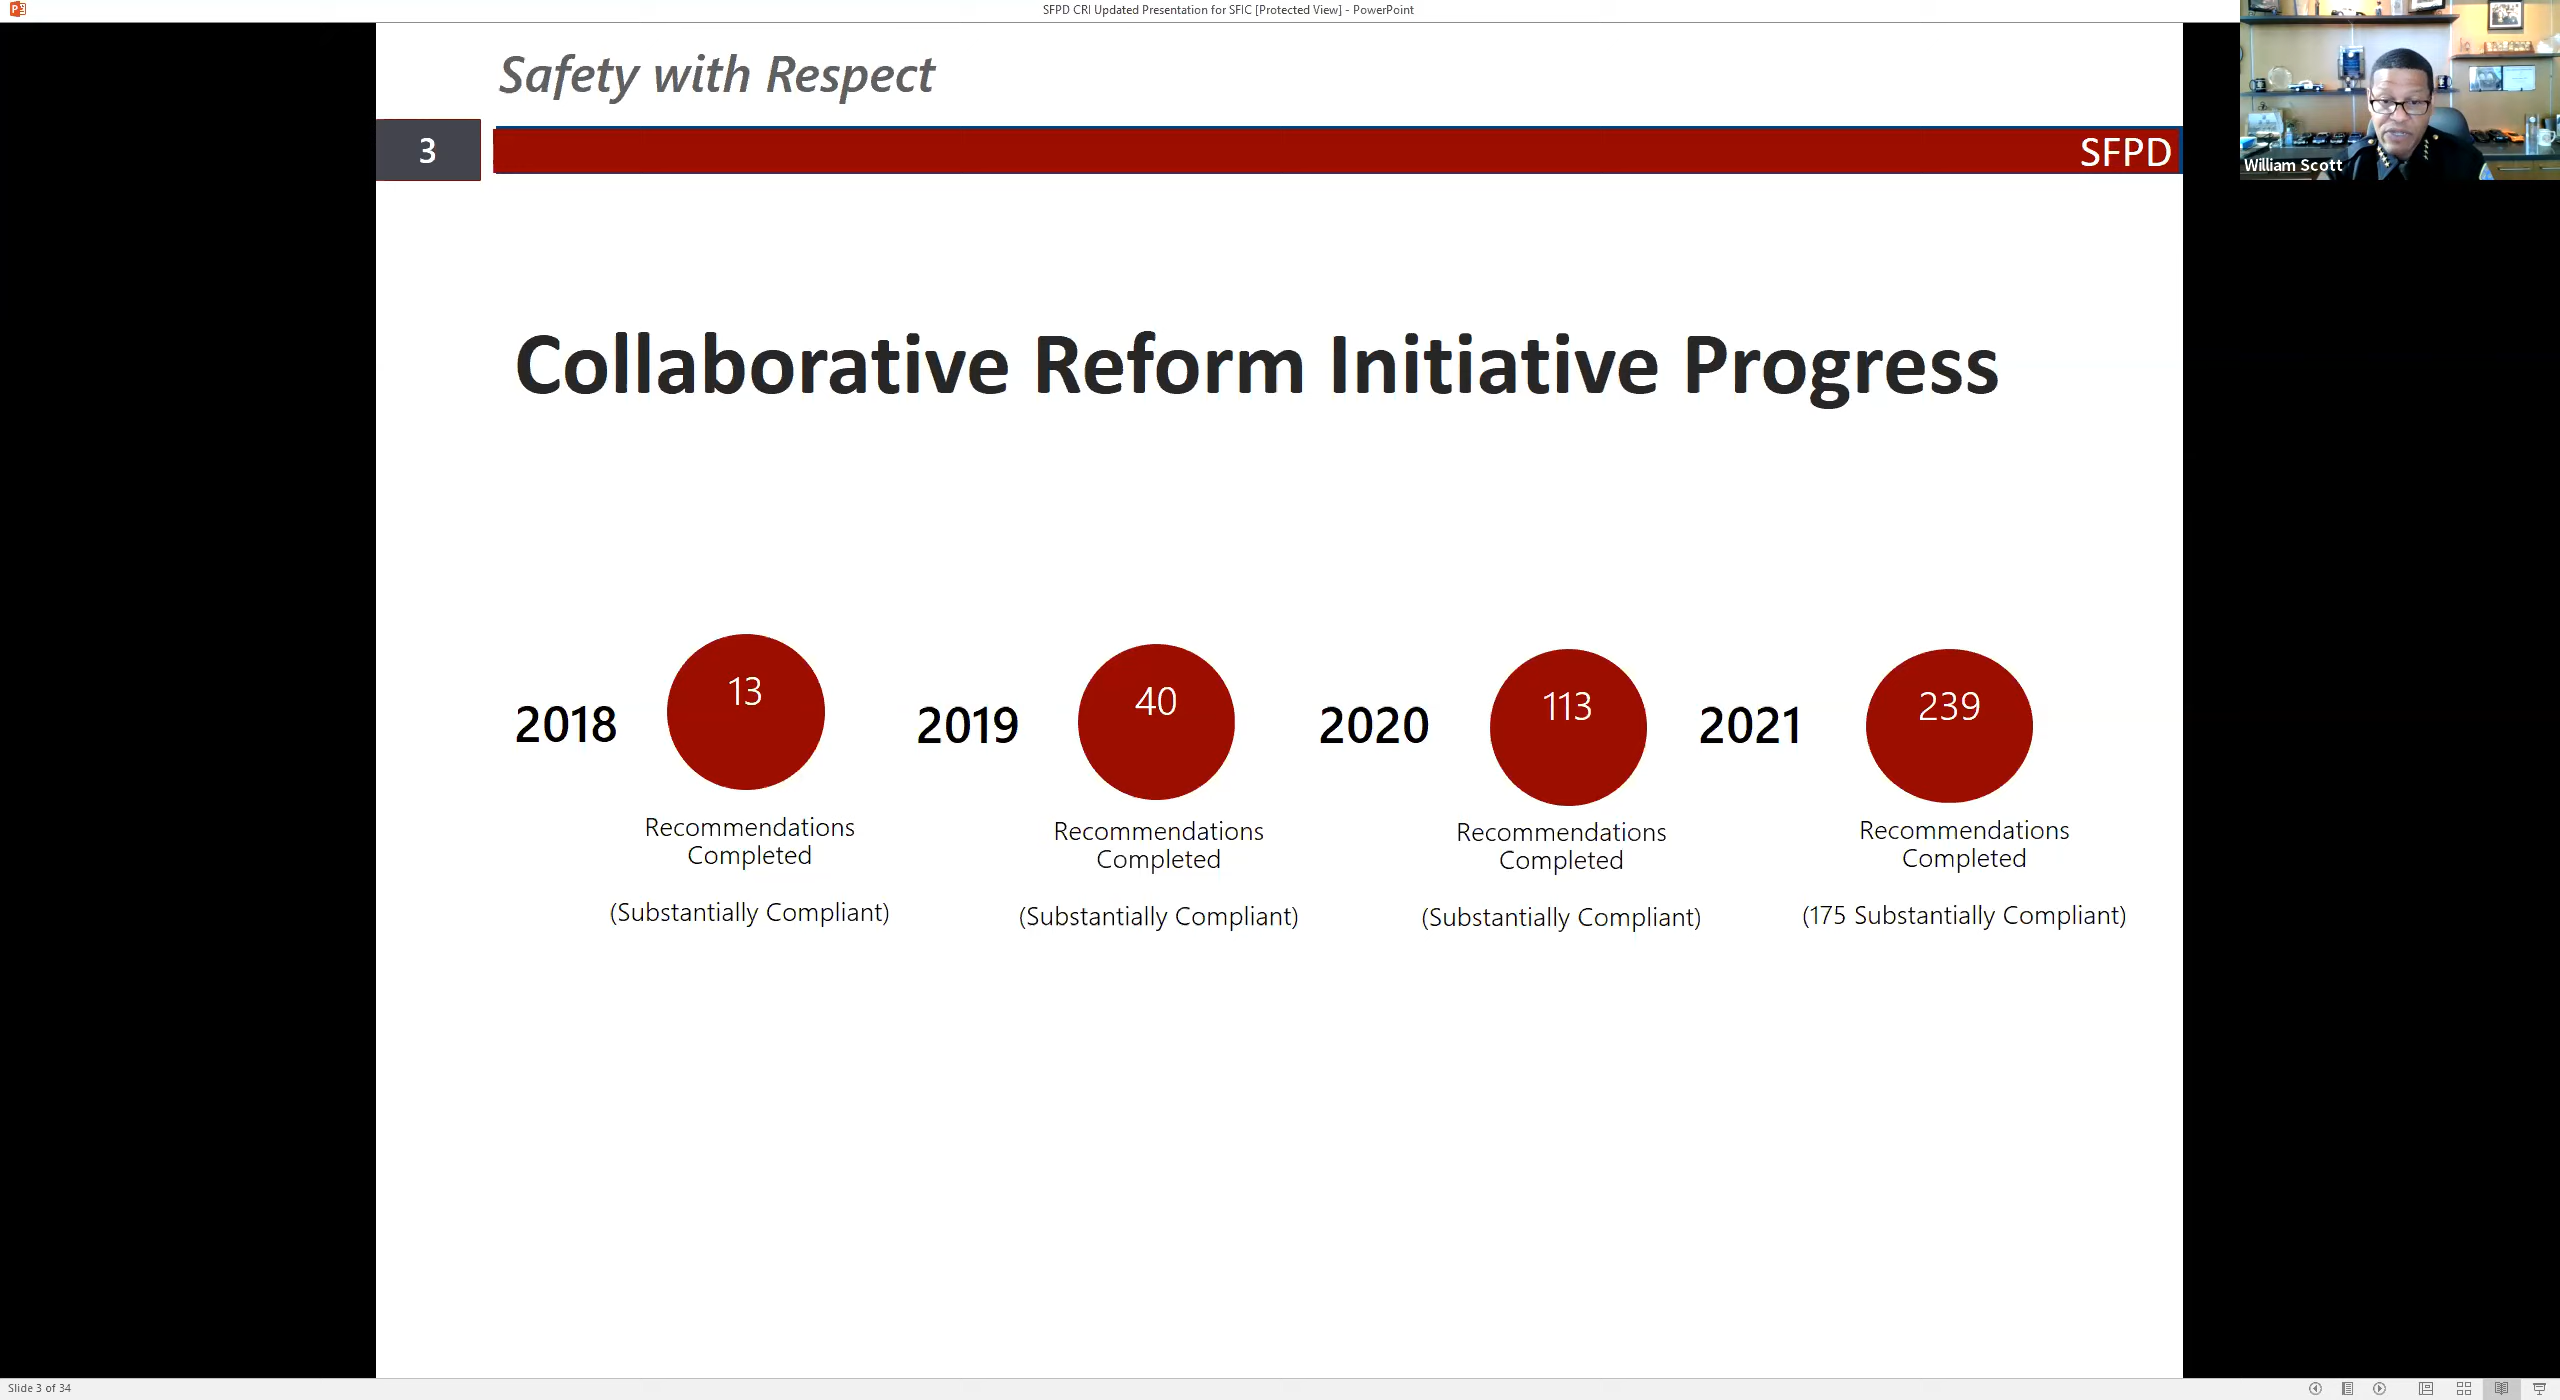 SFPD CRI Updated Presentation for SFIC [Protected View] - PowerPoint
Safety with Respect
3
SFPD
William Scott
Collaborative Reform Initiative Progress
2018
13
Recommendations
Completed
(Substantially Compliant)
2019
40
Recommendations
Completed
(Substantially Compliant)
2020
113
Recommendations
Completed
(Substantially Compliant)
2021
239
Recommendations
Completed
(175 Substantially Compliant)
Slide 3 of 34